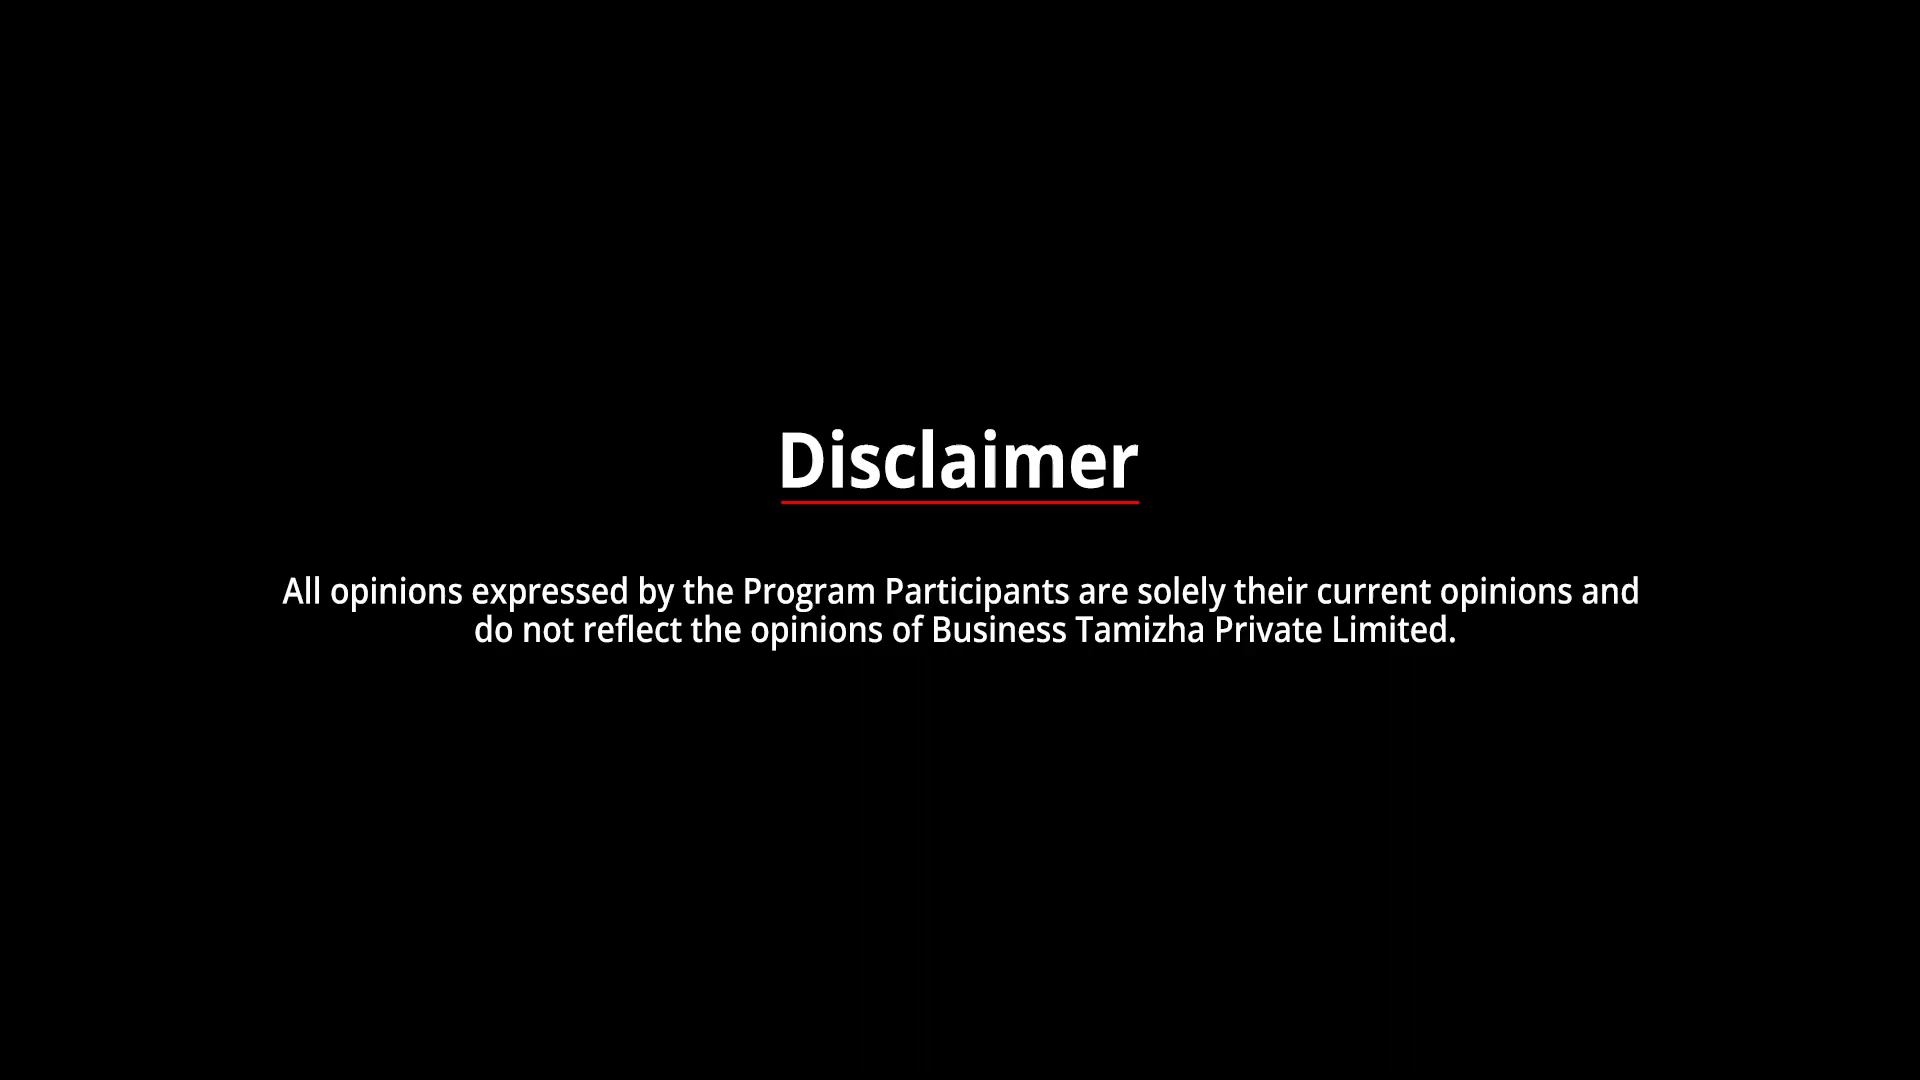 Disclaimer
All opinions expressed by the Program Participants are solely their current opinions and
do not reflect the opinions of Business Tamizha Private Limited.